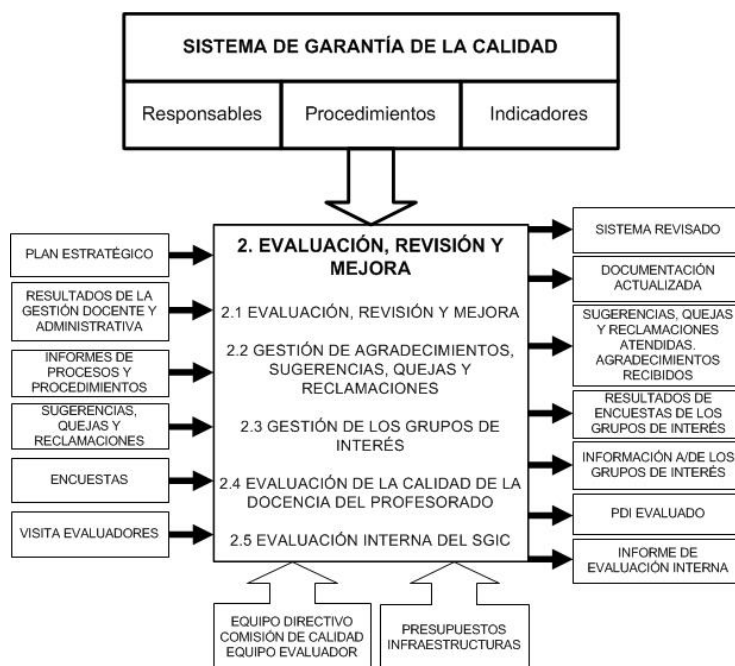 SISTEMA DE GARANTÍA DE LA CALIDAD
Responsables
Procedimientos
Indicadores
PLAN ESTRATÉGICO
RESULTADOS DE LA
GESTIÓN DOCENTE Y
ADMINISTRATIVA
INFORMES DE
PROCESOS Y
PROCEDIMIENTOS
SUGERENCIAS,
QUEJAS Y
RECLAMACIONES
ENCUESTAS
VISITA EVALUADORES
2. EVALUACIÓN, REVISIÓN Y
MEJORA
2.1 EVALUACIÓN, REVISIÓN Y MEJORA
2.2 GESTIÓN DE AGRADECIMIENTOS,
SUGERENCIAS, QUEJAS Y
RECLAMACIONES
2.3 GESTIÓN DE LOS GRUPOS DE
INTERÉS
2.4 EVALUACIÓN DE LA CALIDAD DE LA
DOCENCIA DEL PROFESORADO
2.5 EVALUACIÓN INTERNA DEL SGIC
SISTEMA REVISADO
DOCUMENTACIÓN
ACTUALIZADA
SUGERENCIAS, QUEJAS
Y RECLAMACIONES
ATENDIDAS.
AGRADECIMIENTOS
RECIBIDOS
RESULTADOS DE
ENCUESTAS DE LOS
GRUPOS DE INTERÉS
INFORMACIÓN A/DE LOS
GRUPOS DE INTERÉS
PDI EVALUADO
INFORME DE
EVALUACIÓN INTERNA
EQUIPO DIRECTIVO
COMISIÓN DE CALIDAD
EQUIPO EVALUADOR
PRESUPUESTOS
INFRAESTRUCTURAS